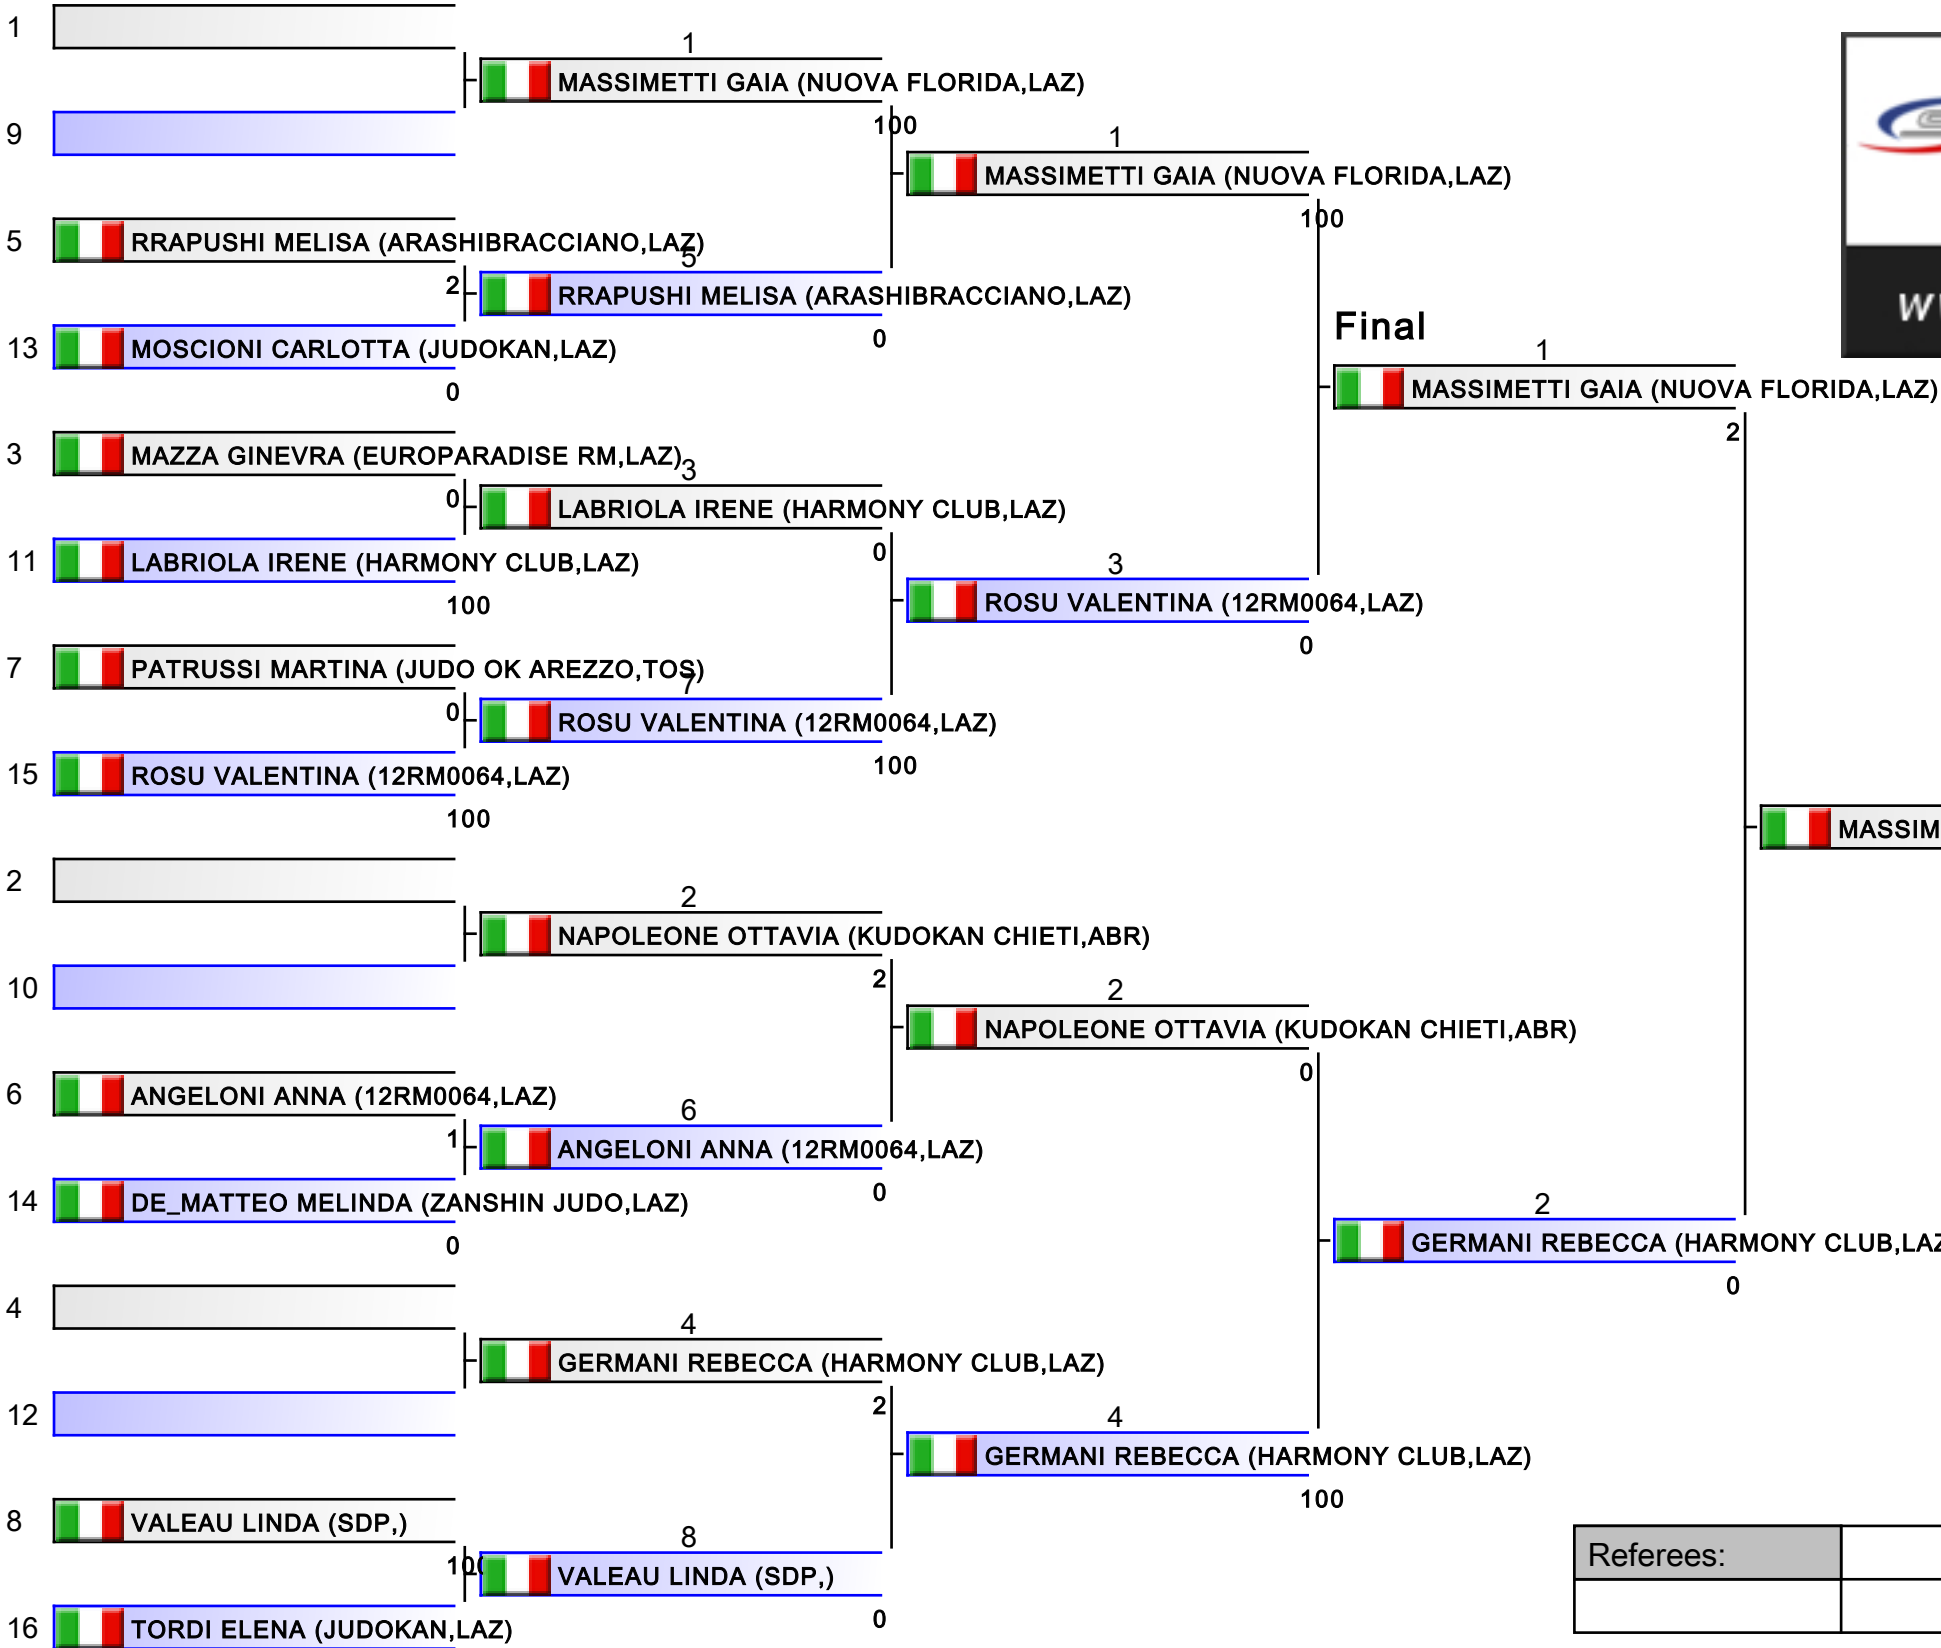 1
1
MASSIMETTI GAIA (NUOVA FLORIDA,LAZ)
9
100
1
MASSIMETTI GAIA (NUOVA FLORIDA,LAZ)
100
5
RRAPUSHI MELISA (ARASHIBRACCIANO,LAZ)
5
2
RRAPUSHI MELISA (ARASHIBRACCIANO,LAZ)
0
13
MOSCIONI CARLOTTA (JUDOKAN,LAZ)
0
Final
1
MASSIMETTI GAIA (NUOVA FLORIDA,LAZ)
2
3
MAZZA GINEVRA (EUROPARADISE RM,LAZ)
3
0
LABRIOLA IRENE (HARMONY CLUB,LAZ)
0
11
LABRIOLA IRENE (HARMONY CLUB,LAZ)
100
3
ROSU VALENTINA (12RM0064,LAZ)
0
7
PATRUSSI MARTINA (JUDO OK AREZZO,TOS)
7
0
ROSU VALENTINA (12RM0064,LAZ)
100
15
ROSU VALENTINA (12RM0064,LAZ)
100
MASSIM
2
2
NAPOLEONE OTTAVIA (KUDOKAN CHIETI,ABR)
2
10
2
NAPOLEONE OTTAVIA (KUDOKAN CHIETI,ABR)
0
6
ANGELONI ANNA (12RM0064,LAZ)
6
1
ANGELONI ANNA (12RM0064,LAZ)
0
14
DE_MATTEO MELINDA (ZANSHIN JUDO,LAZ)
0
2
GERMANI REBECCA (HARMONY CLUB,LAZ
0
4
4
GERMANI REBECCA (HARMONY CLUB,LAZ)
2
12
4
GERMANI REBECCA (HARMONY CLUB,LAZ)
100
8
VALEAU LINDA (SDP,)
8
100
VALEAU LINDA (SDP,)
0
16
TORDI ELENA (JUDOKAN,LAZ)
Referees: